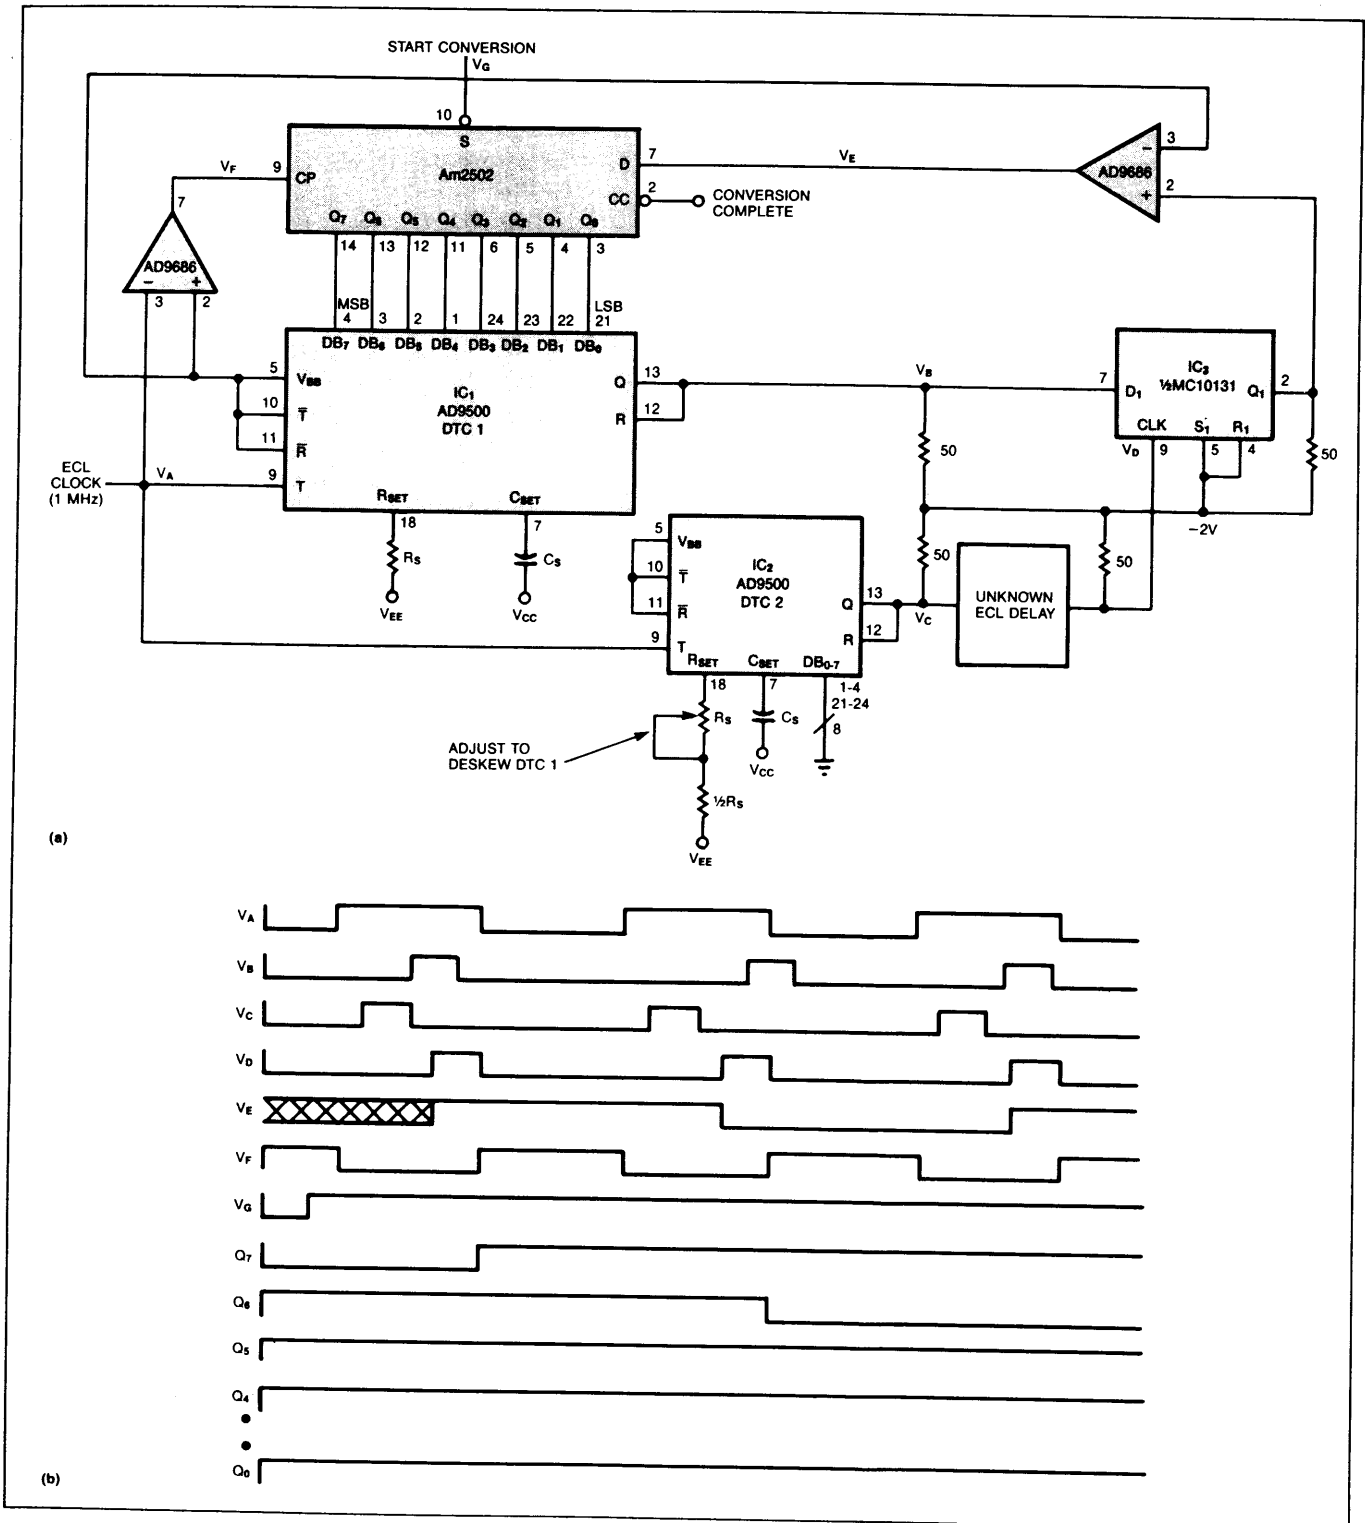 START CONVERSION
VG
10
S
Am2502
VF
9
CP
D
7
VE
CC
2
CONVERSION
COMPLETE
3
−
AD9686
+
2
7
Q7 Q6 Q5 Q4 Q3 Q2 Q1 Q0
14 13 12 11 6 5 4 3
AD9686
− +
3 2
MSB
LSB
4 3 2 1 24 23 22 21
DB7 DB6 DB5 DB4 DB3 DB2 DB1 DB0
5
VBB
10
T
11
R
ECL
CLOCK
(1 MHz)
VA
9
T
IC1
AD9500
DTC 1
Q
13
R
12
RSET
CSET
18
7
RS
CS
VEE
VCC
VB
7
D1
IC3
½MC10131
Q1
2
CLK S1 R1
VD
9
5
4
50
50
50
50
−2V
5
VBB
10
T
11
R
9
T
IC2
AD9500
DTC 2
Q
13
R
12
VC
UNKNOWN
ECL DELAY
RSET CSET DB0-7
18
7
1-4
21-24
8
RS
CS
VCC
ADJUST TO
DESKEW DTC 1
½RS
VEE
(a)
VA
VB
VC
VD
VE
VF
VG
Q7
Q6
Q5
Q4
Q0
(b)